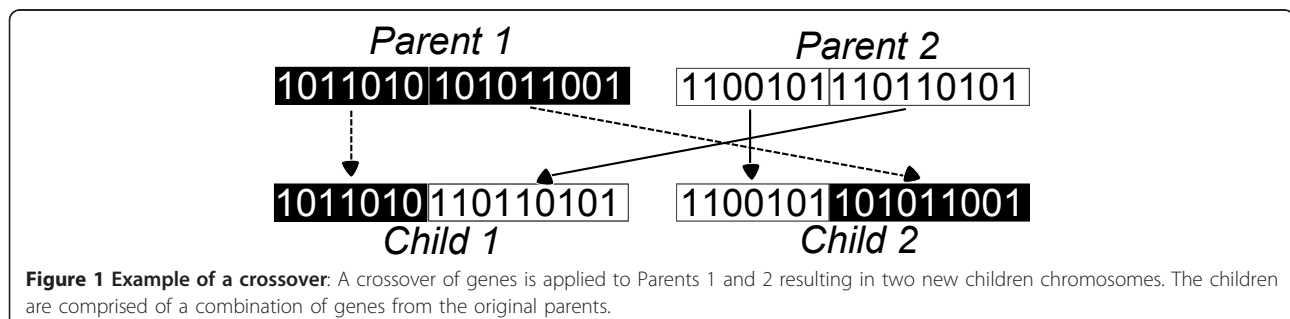 Parent 1 Parent 2
1011010 101011001 1100101 110110101
1011010 110110101 1100101 101011001
Child 1 Child 2
Figure 1 Example of a crossover: A crossover of genes is applied to Parents 1 and 2 resulting in two new children chromosomes. The children
are comprised of a combination of genes from the original parents.